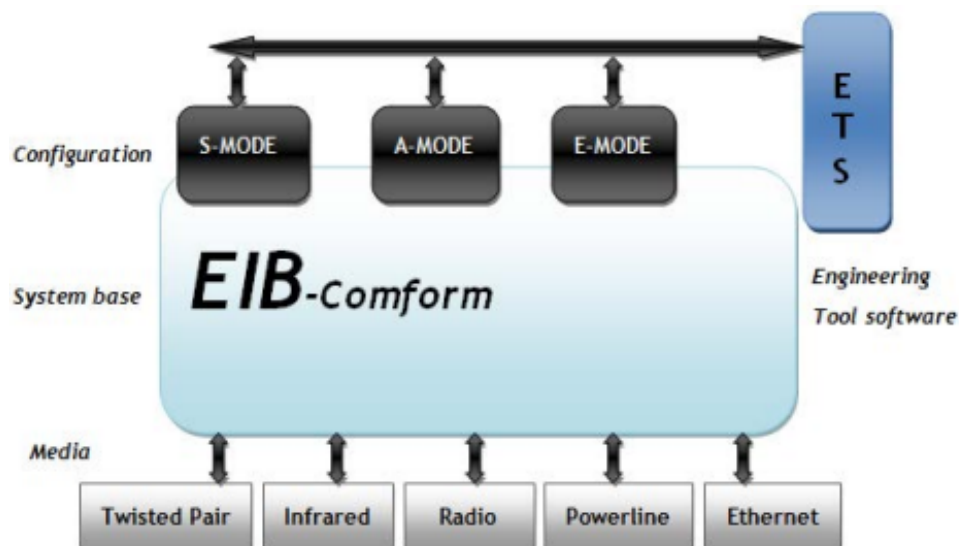 E
T
S
S-MODE
A-MODE
E-MODE
Configuration
EIB-Comform
System base
Engineering
Tool software
Media
Twisted Pair
Infrared
Radio
Powerline
Ethernet